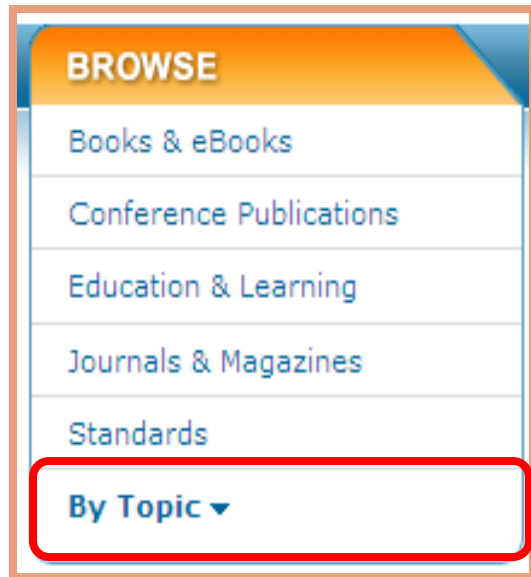 BROWSE
Books & eBooks
Conference Publications
Education & Learning
Journals & Magazines
Standards
By Topic